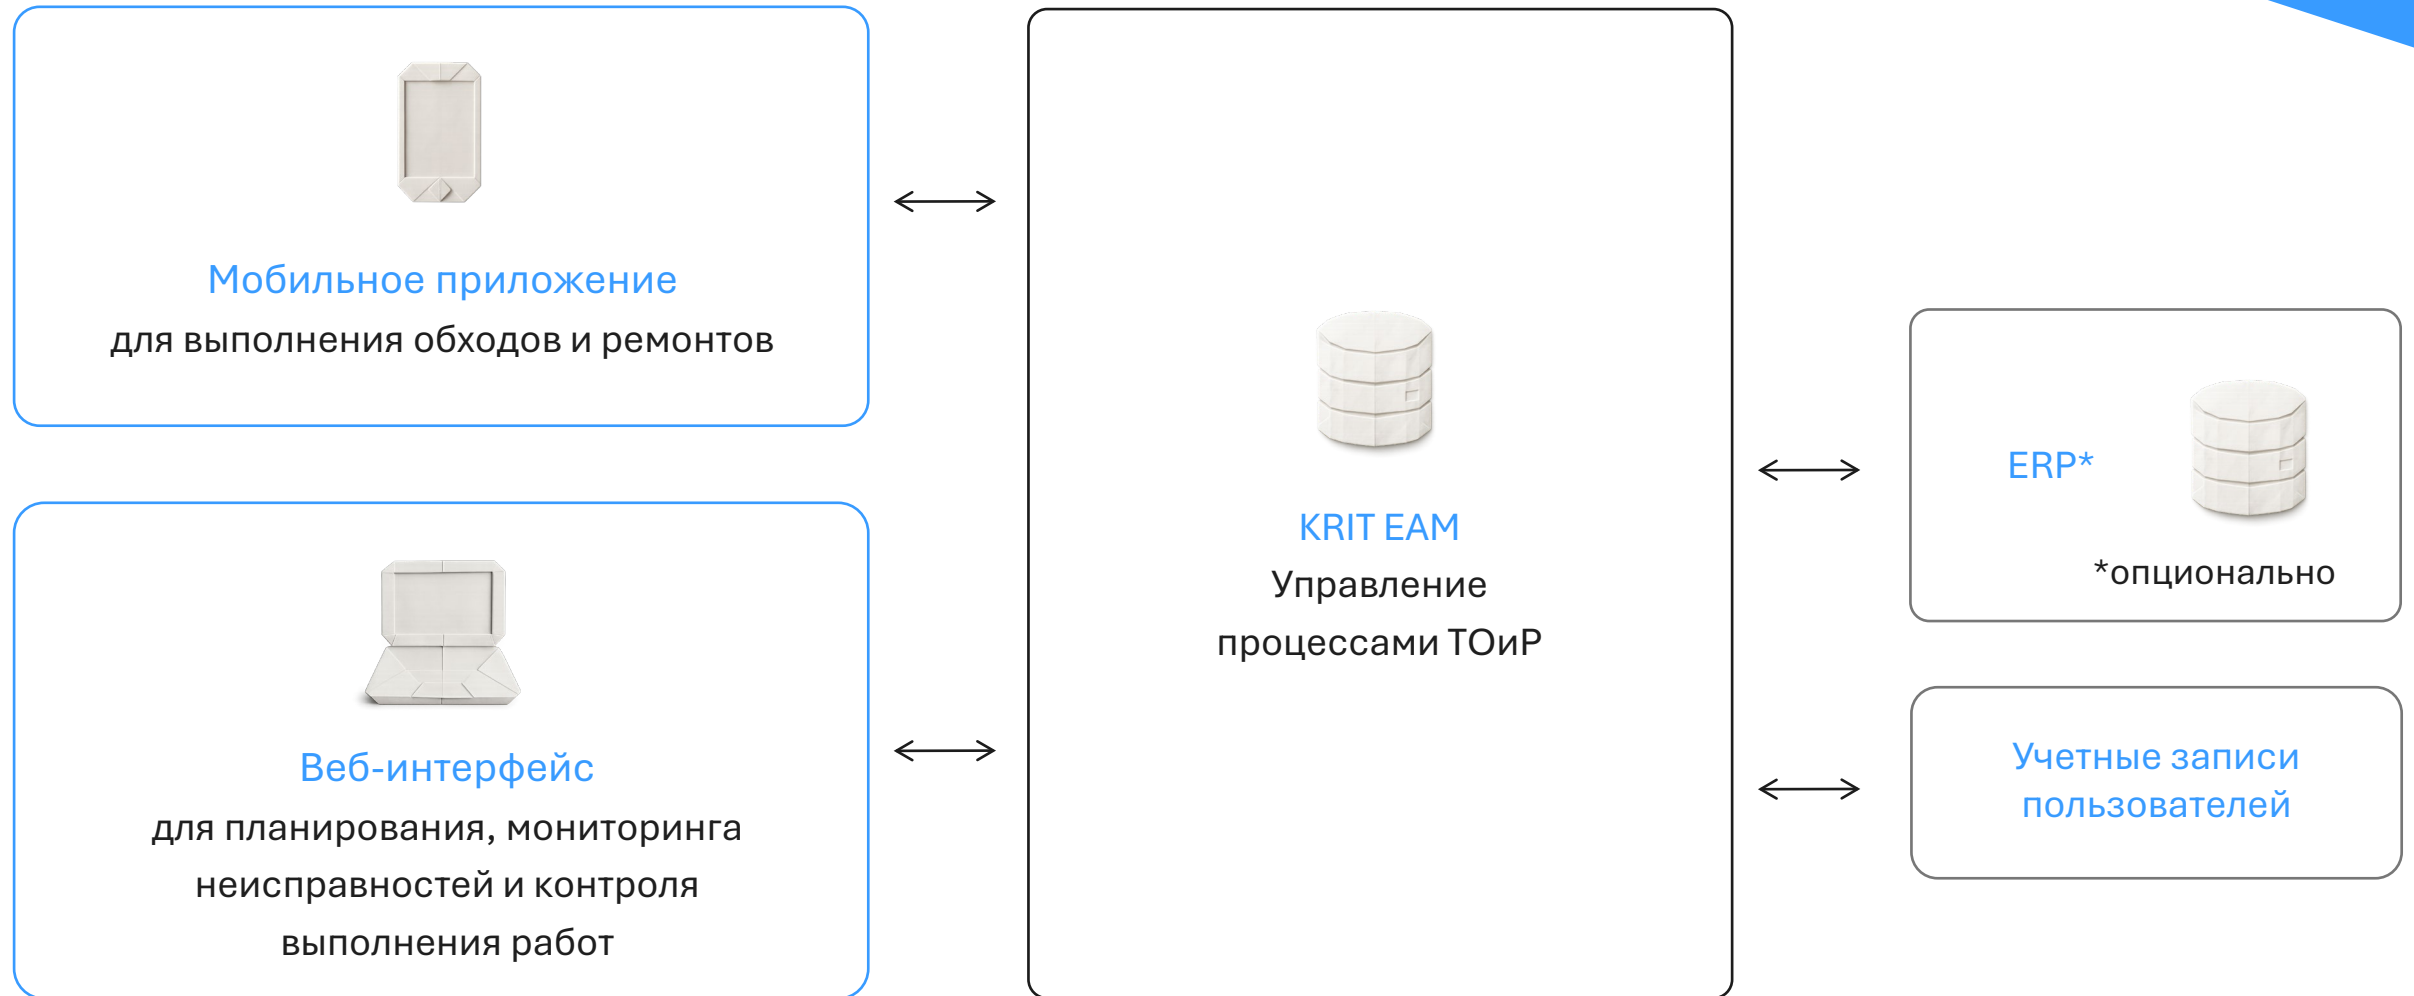 Мобильное приложение
для выполнения обходов и ремонтов
Веб-интерфейс
для планирования, мониторинга
неисправностей и контроля
выполнения работ
KRIT EAM
Управление
процессами ТОиР
ERP*
*опционально
Учетные записи
пользователей